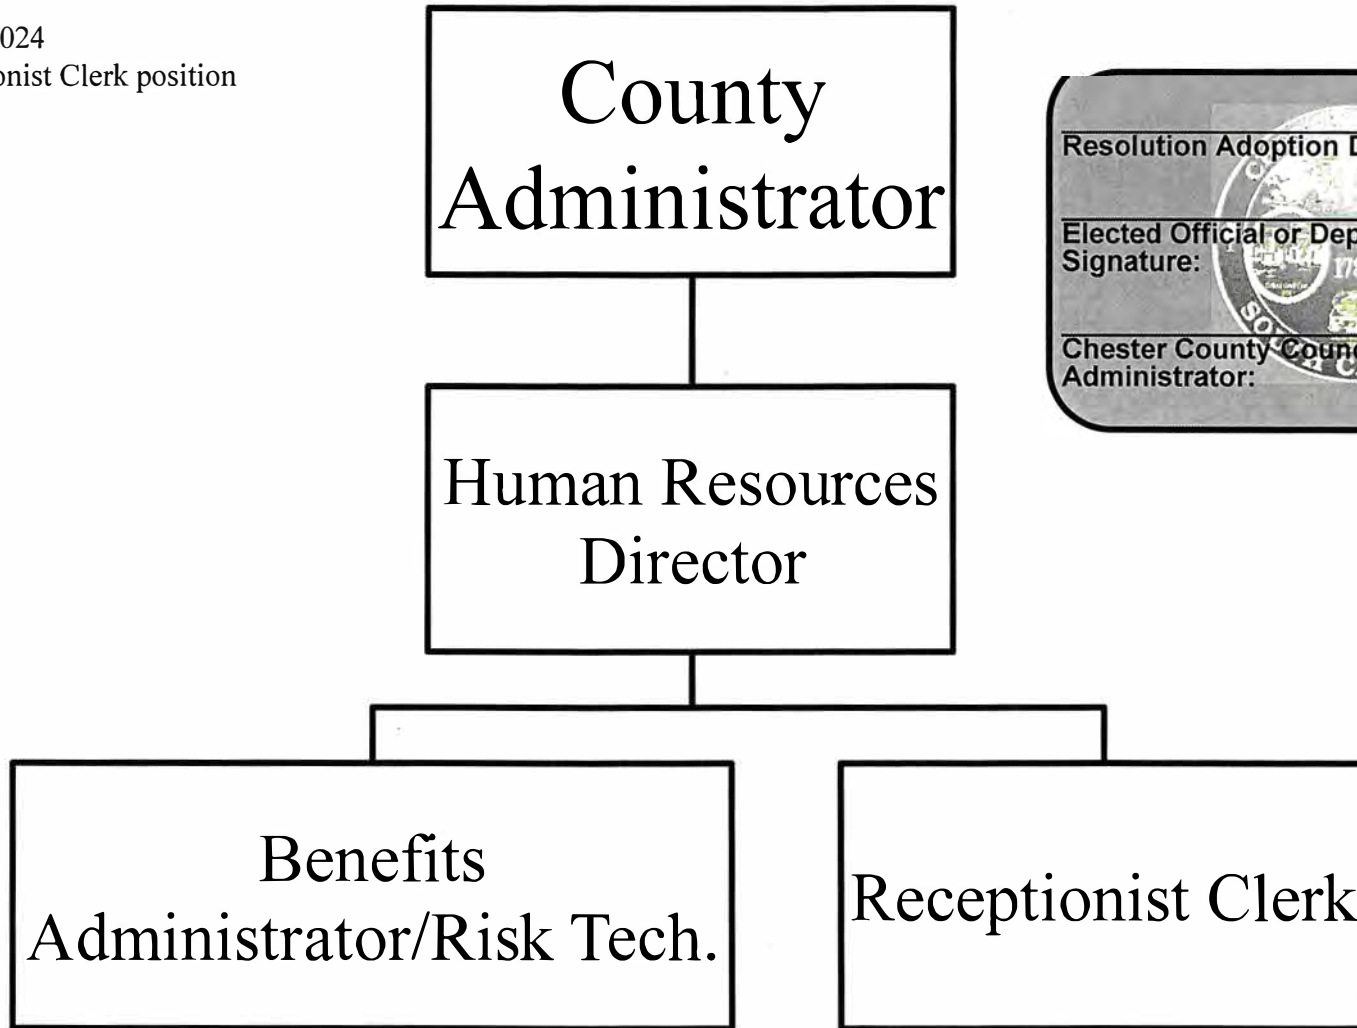 024
onist Clerk position
County
Administrator
Resolution Adoption D
Elected Official or Dep
Signature:
Chester County Counc
Administrator:
Human Resources
Director
Benefits
Administrator/Risk Tech.
Receptionist Clerk